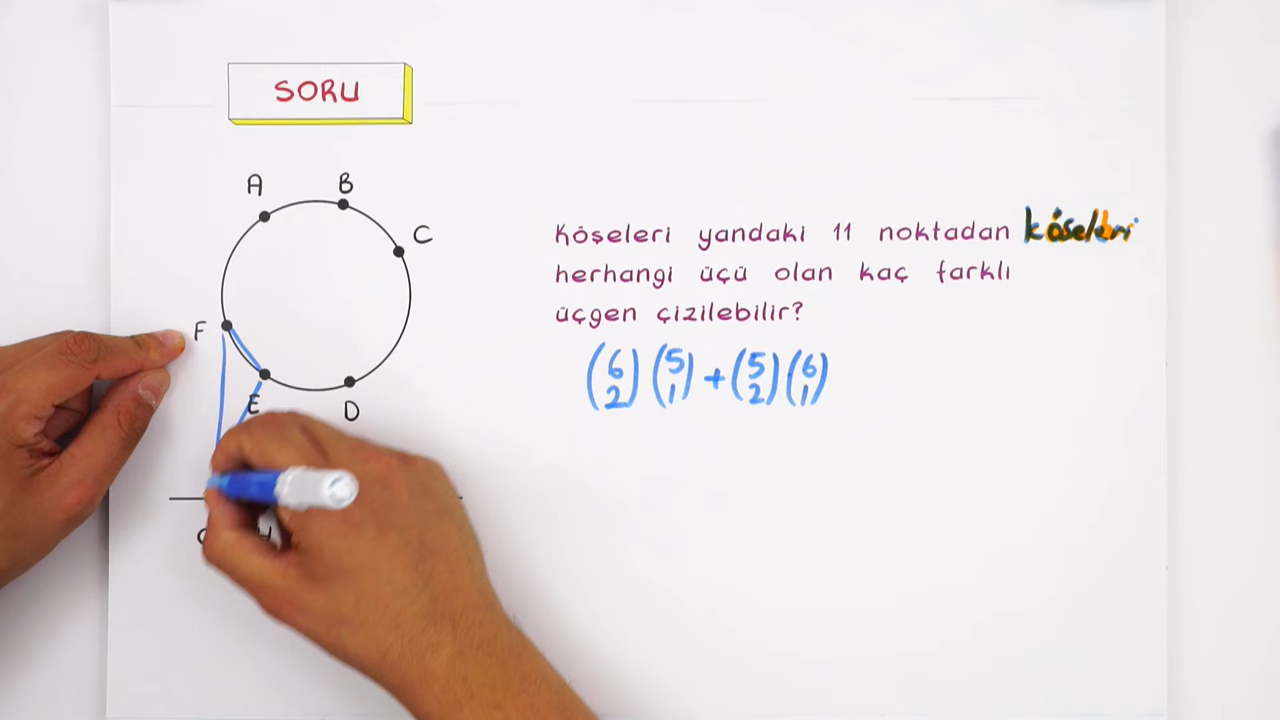 SORU
A
B
C
F
E
D
H
Köşeleri yandaki 11 noktadan köşeleri
herhangi üçü olan kaç farklı
üçgen çizilebilir?
(6 2) (5 1) + (5 2) (6 1)